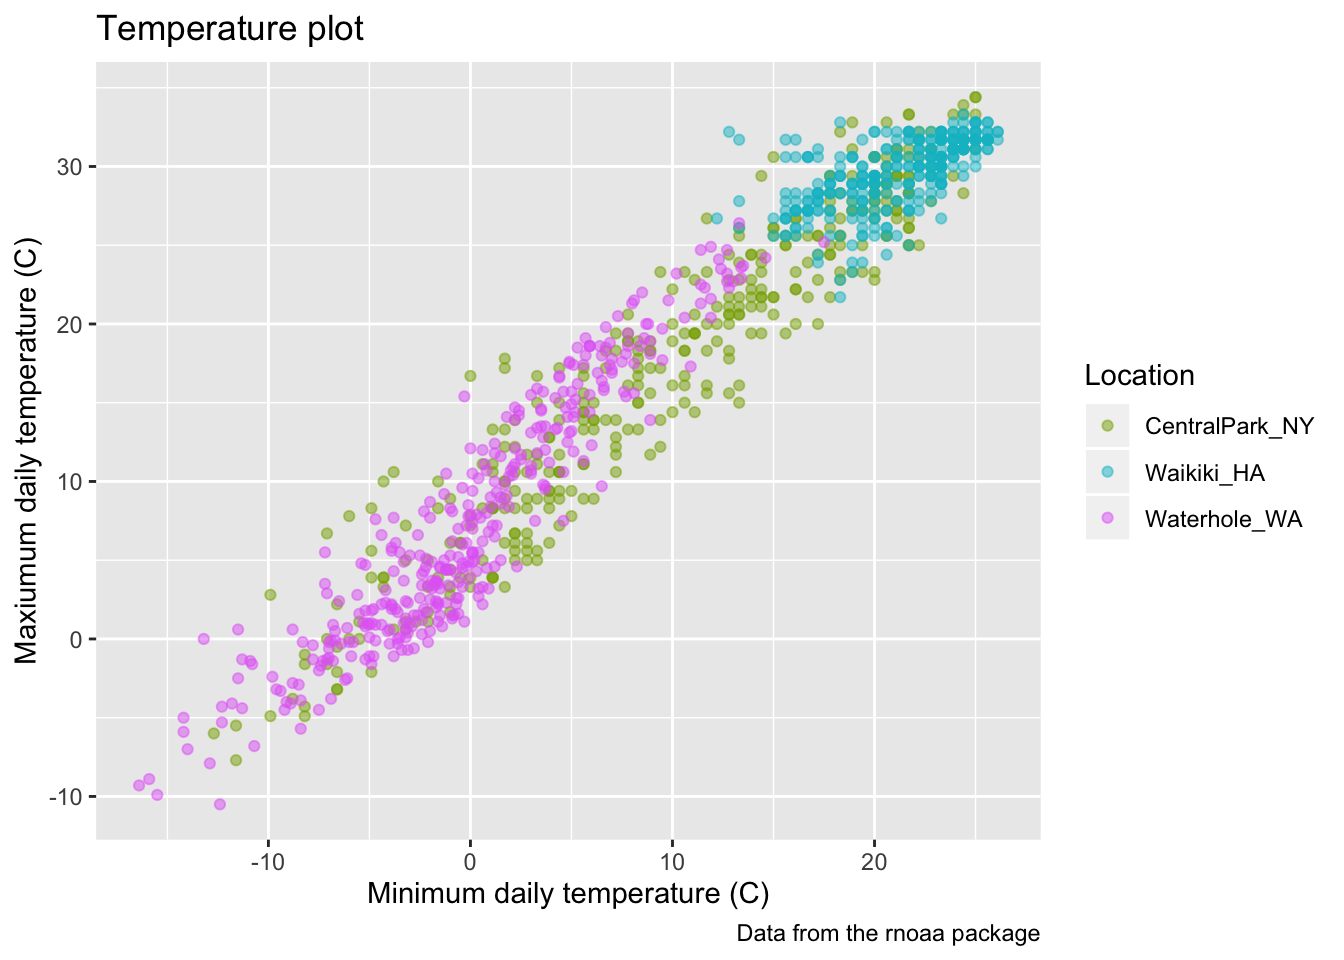 Temperature plot
Maxiumum daily temperature (C)
30
20
10
0
-10
-10 0 10 20
Minimum daily temperature (C)
Data from the rnoaa package
Location
CentralPark_NY
Waikiki_HA
Waterhole_WA